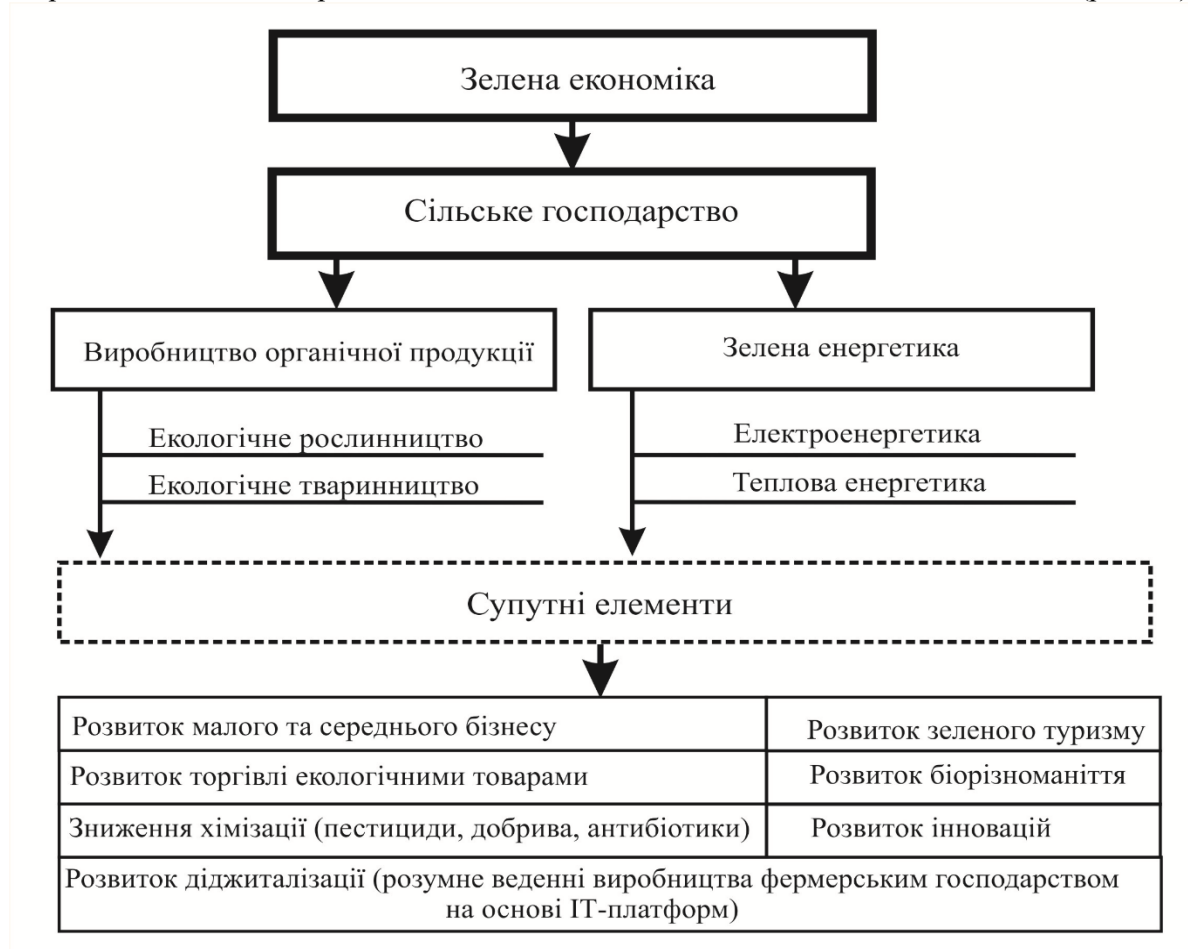 Зелена економіка
Сільське господарство
Виробництво органічної продукції
Зелена енергетика
Екологічне рослинництво
Екологічне тваринництво
Електроенергетика
Теплова енергетика
Супутні елементи
Розвиток малого та середнього бізнесу
Розвиток зеленого туризму
Розвиток торгівлі екологічними товарами
Розвиток біорізноманіття
Зниження хімізації (пестициди, добрива, антибіотики)
Розвиток інновацій
Розвиток діджиталізації (розумне веденні виробництва фермерським господарством
на основі ІТ-платформ)